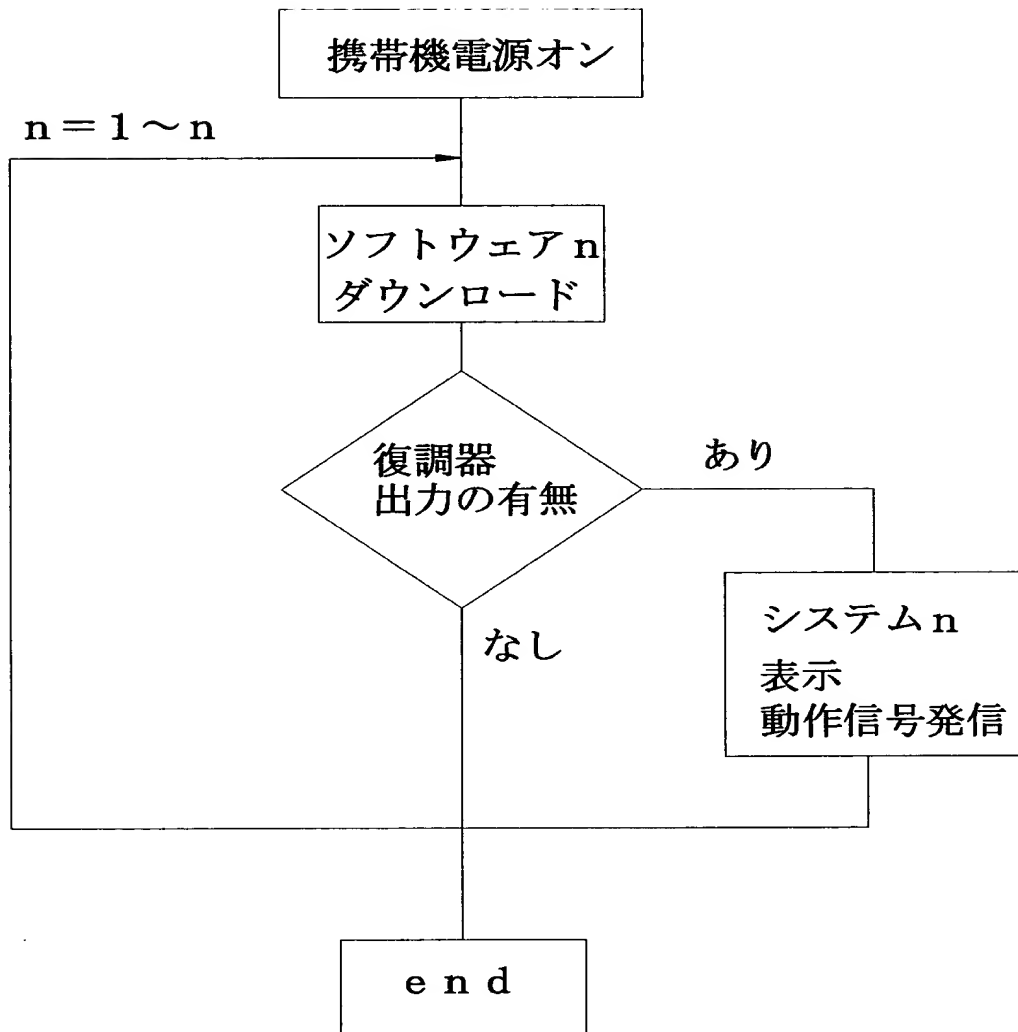 携帯機電源オン
n=1～n
ソフトウェアn
ダウンロード
復調器
出力の有無
あり
なし
システムn
表示
動作信号発信
end